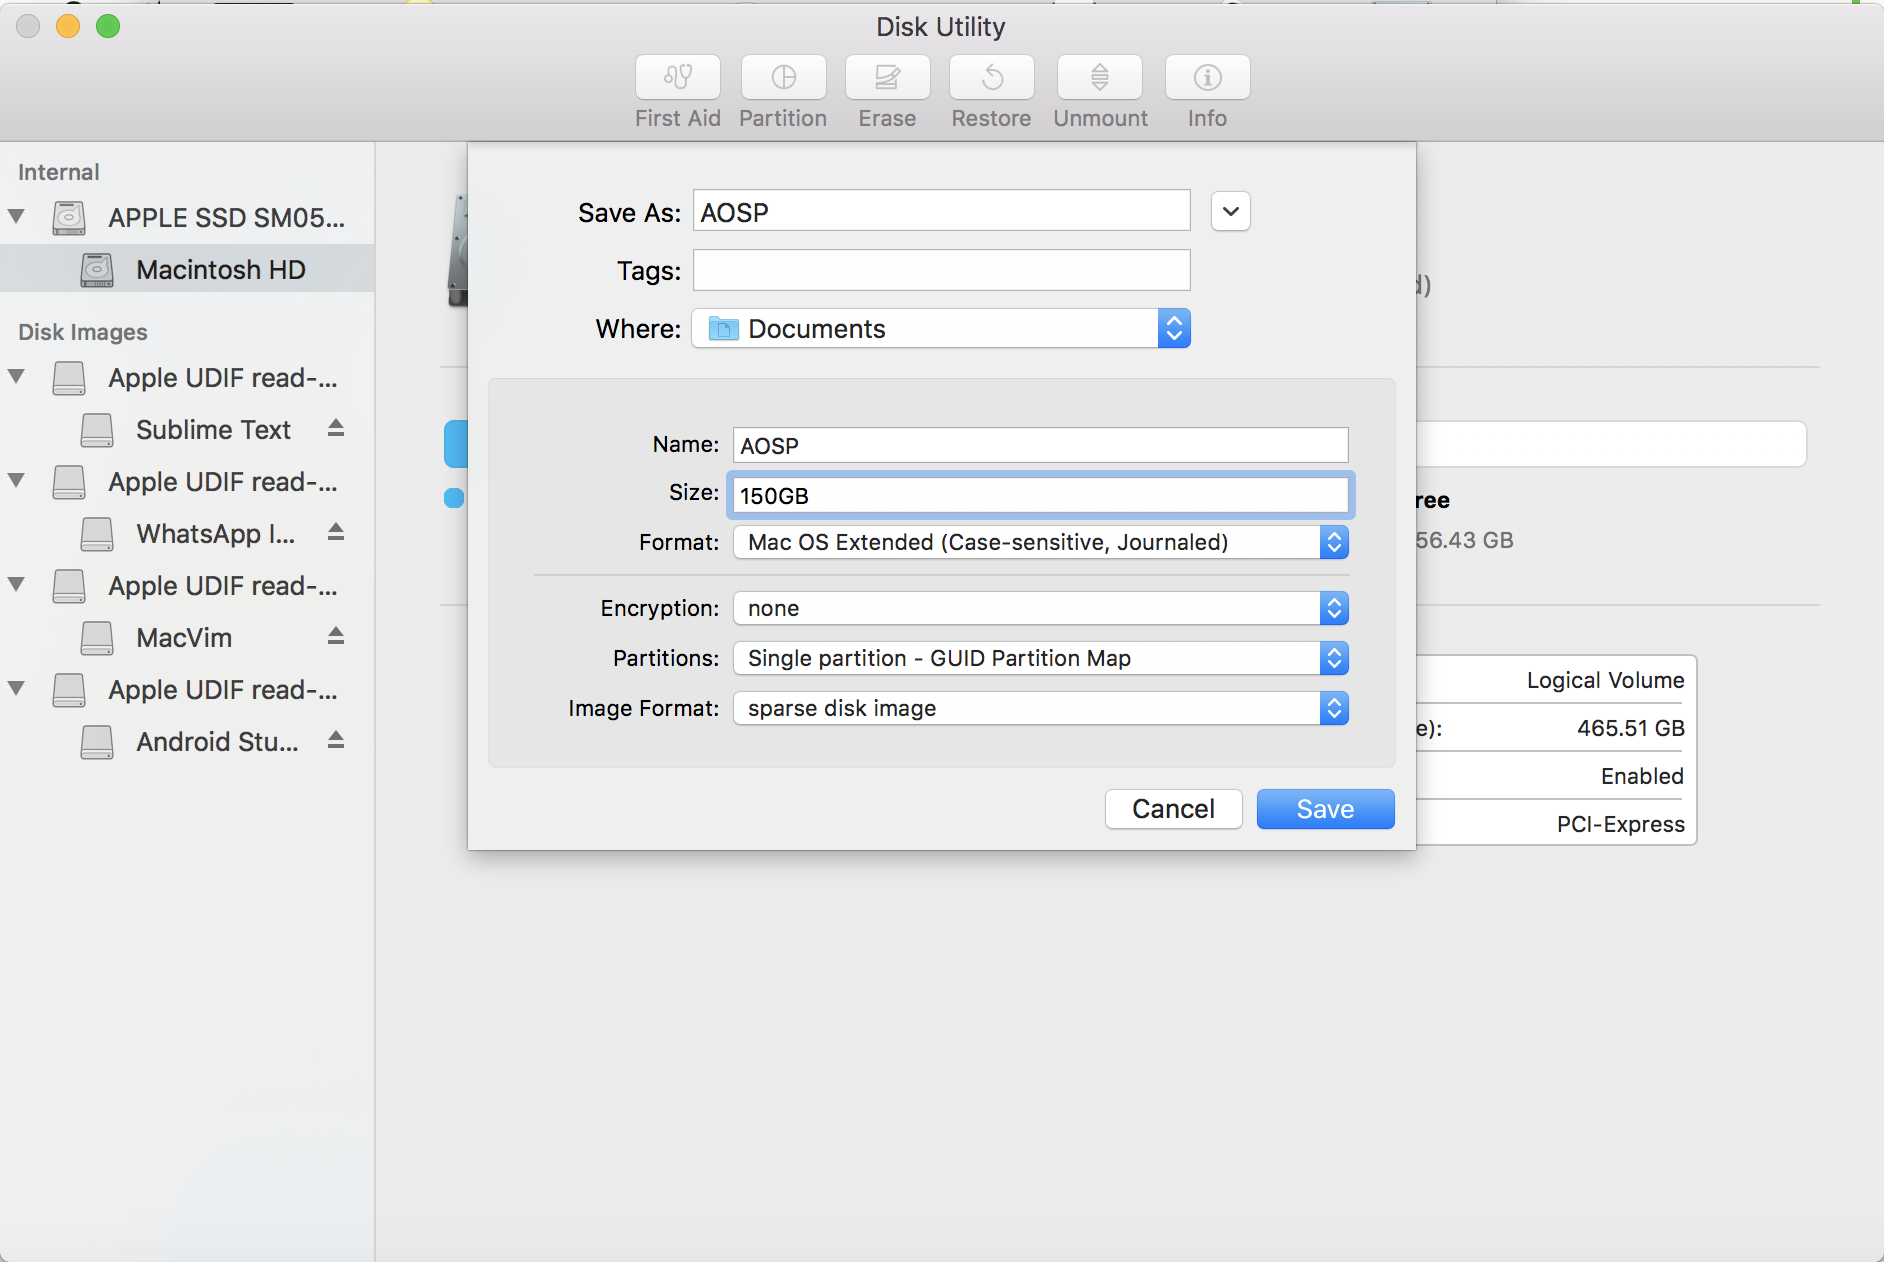 Disk Utility
First Aid
Partition
Erase
Restore
Unmount
Info
Internal
APPLE SSD SM05...
Macintosh HD
Disk Images
Apple UDIF read-...
Sublime Text
Apple UDIF read-...
WhatsApp I...
Apple UDIF read-...
MacVim
Apple UDIF read-...
Android Stu...
Save As: AOSP
Tags:
Where: Documents
Name: AOSP
Size: 150GB
Format: Mac OS Extended (Case-sensitive, Journaled)
Encryption: none
Partitions: Single partition - GUID Partition Map
Image Format: sparse disk image
Cancel
Save
d)
ree
56.43 GB
Logical Volume
e): 465.51 GB
Enabled
PCI-Express